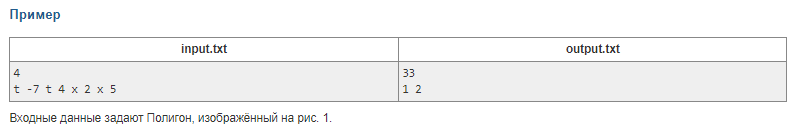 Пример
input.txt output.txt
4 33
t -7 t 4 x 2 x 5 1 2
Входные данные задают Полигон, изображённый на рис. 1.